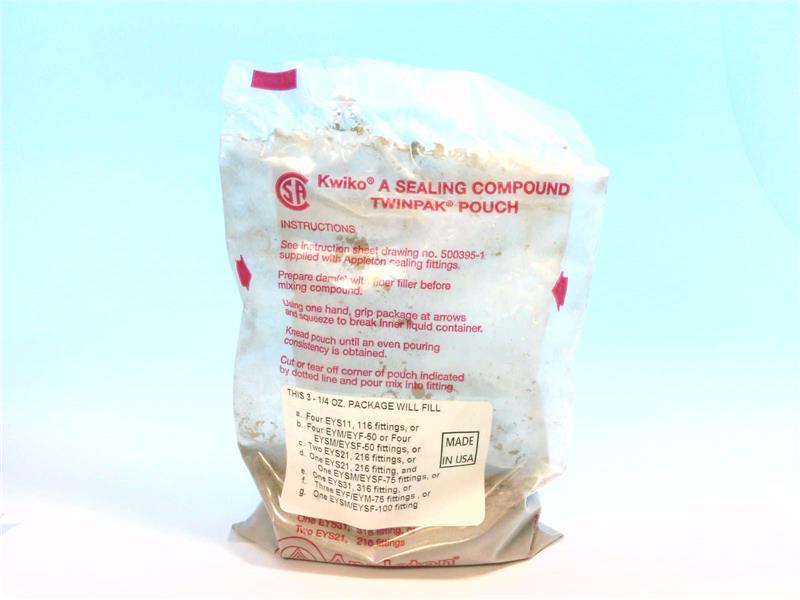 SA
Kwiko® A SEALING COMPOUND
TWINPAK® POUCH
INSTRUCTIONS
See instruction sheet drawing no. 500395-1
supplied with Appleton sealing fittings.
Prepare dam(s) with fiber filler before
mixing compound.
Using one hand, grip package at arrows
and squeeze to break inner liquid container.
Knead pouch until an even pouring
consistency is obtained.
Cut or tear off corner of pouch indicated
by dotted line and pour mix into fitting.
THIS 3 - 1/4 OZ. PACKAGE WILL FILL
a. Four EYS11, 116 fittings, or
b. Four EYM/EYF-50 or Four
EYSM/EYSF-50 fittings, or
c. Two EYS21, 216 fittings, or
d. One EYS21, 216 fitting, and
One EYSM/EYSF-75 fittings, or
e. One EYS31, 316 fitting, or
f. Three EYF/EYM-75 fittings , or
g. One EYSM/EYSF-100 fitting
MADE
IN USA
One EYS31, 316 fitting, or
Two EYS21, 216 fittings
Appleton®